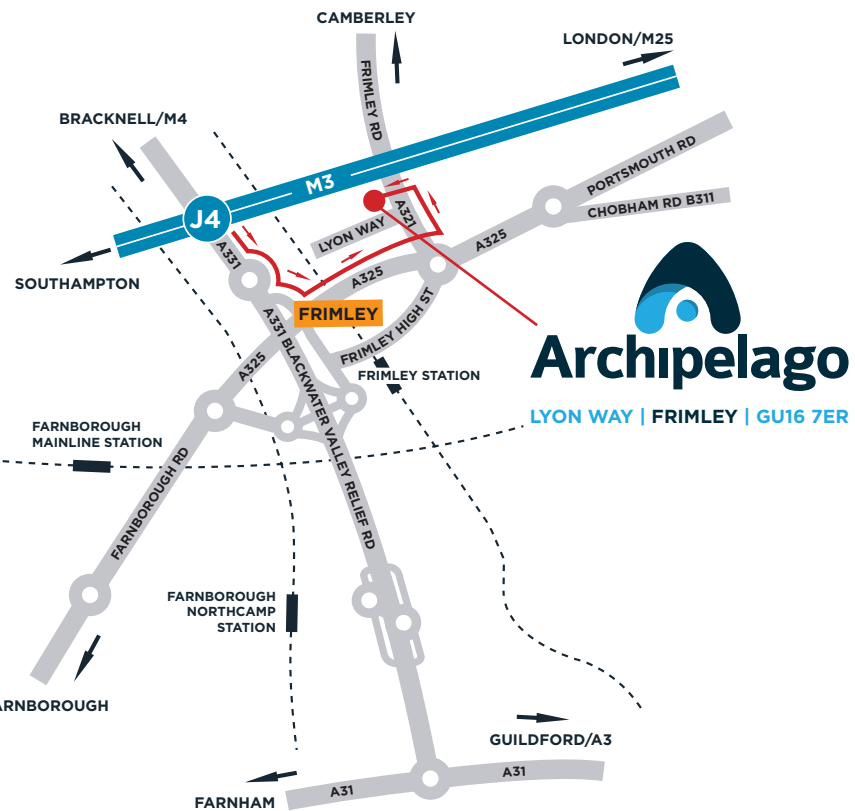 CAMBERLEY
LONDON/M25
FRIMLEY RD
BRACKNELL/M4
PORTSMOUTH RD
M3
CHOBHAM RD B311
J4
A321
LYON WAY
A325
A331
SOUTHAMPTON
A325
FRIMLEY
FRIMLEY HIGH ST
A331 BLACKWATER VALLEY RELIEF RD
Archipelago
A325
FRIMLEY STATION
LYON WAY | FRIMLEY | GU16 7ER
FARNBOROUGH
MAINLINE STATION
FARNBOROUGH RD
FARNBOROUGH
NORTHCAMP
STATION
ARNBOROUGH
GUILDFORD/A3
A31
A31
FARNHAM